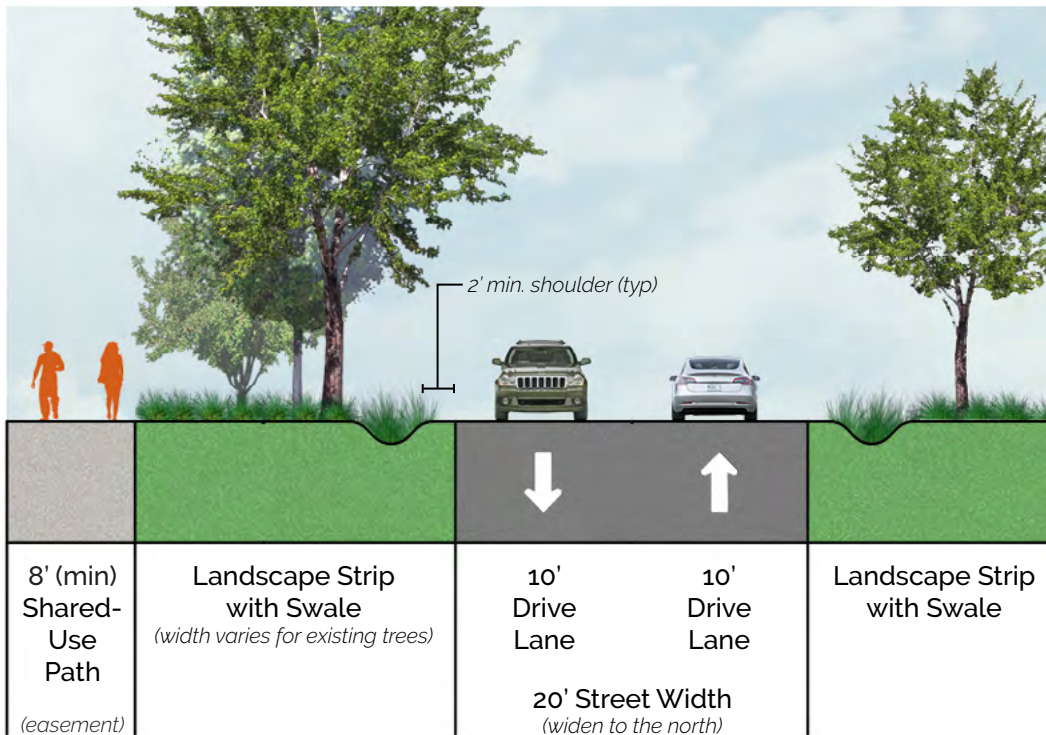 2' min. shoulder (typ)
8' (min)
Shared-
Use
Path
(easement)
Landscape Strip
with Swale
(width varies for existing trees)
10'
Drive
Lane
10'
Drive
Lane
20' Street Width
(widen to the north)
Landscape Strip
with Swale